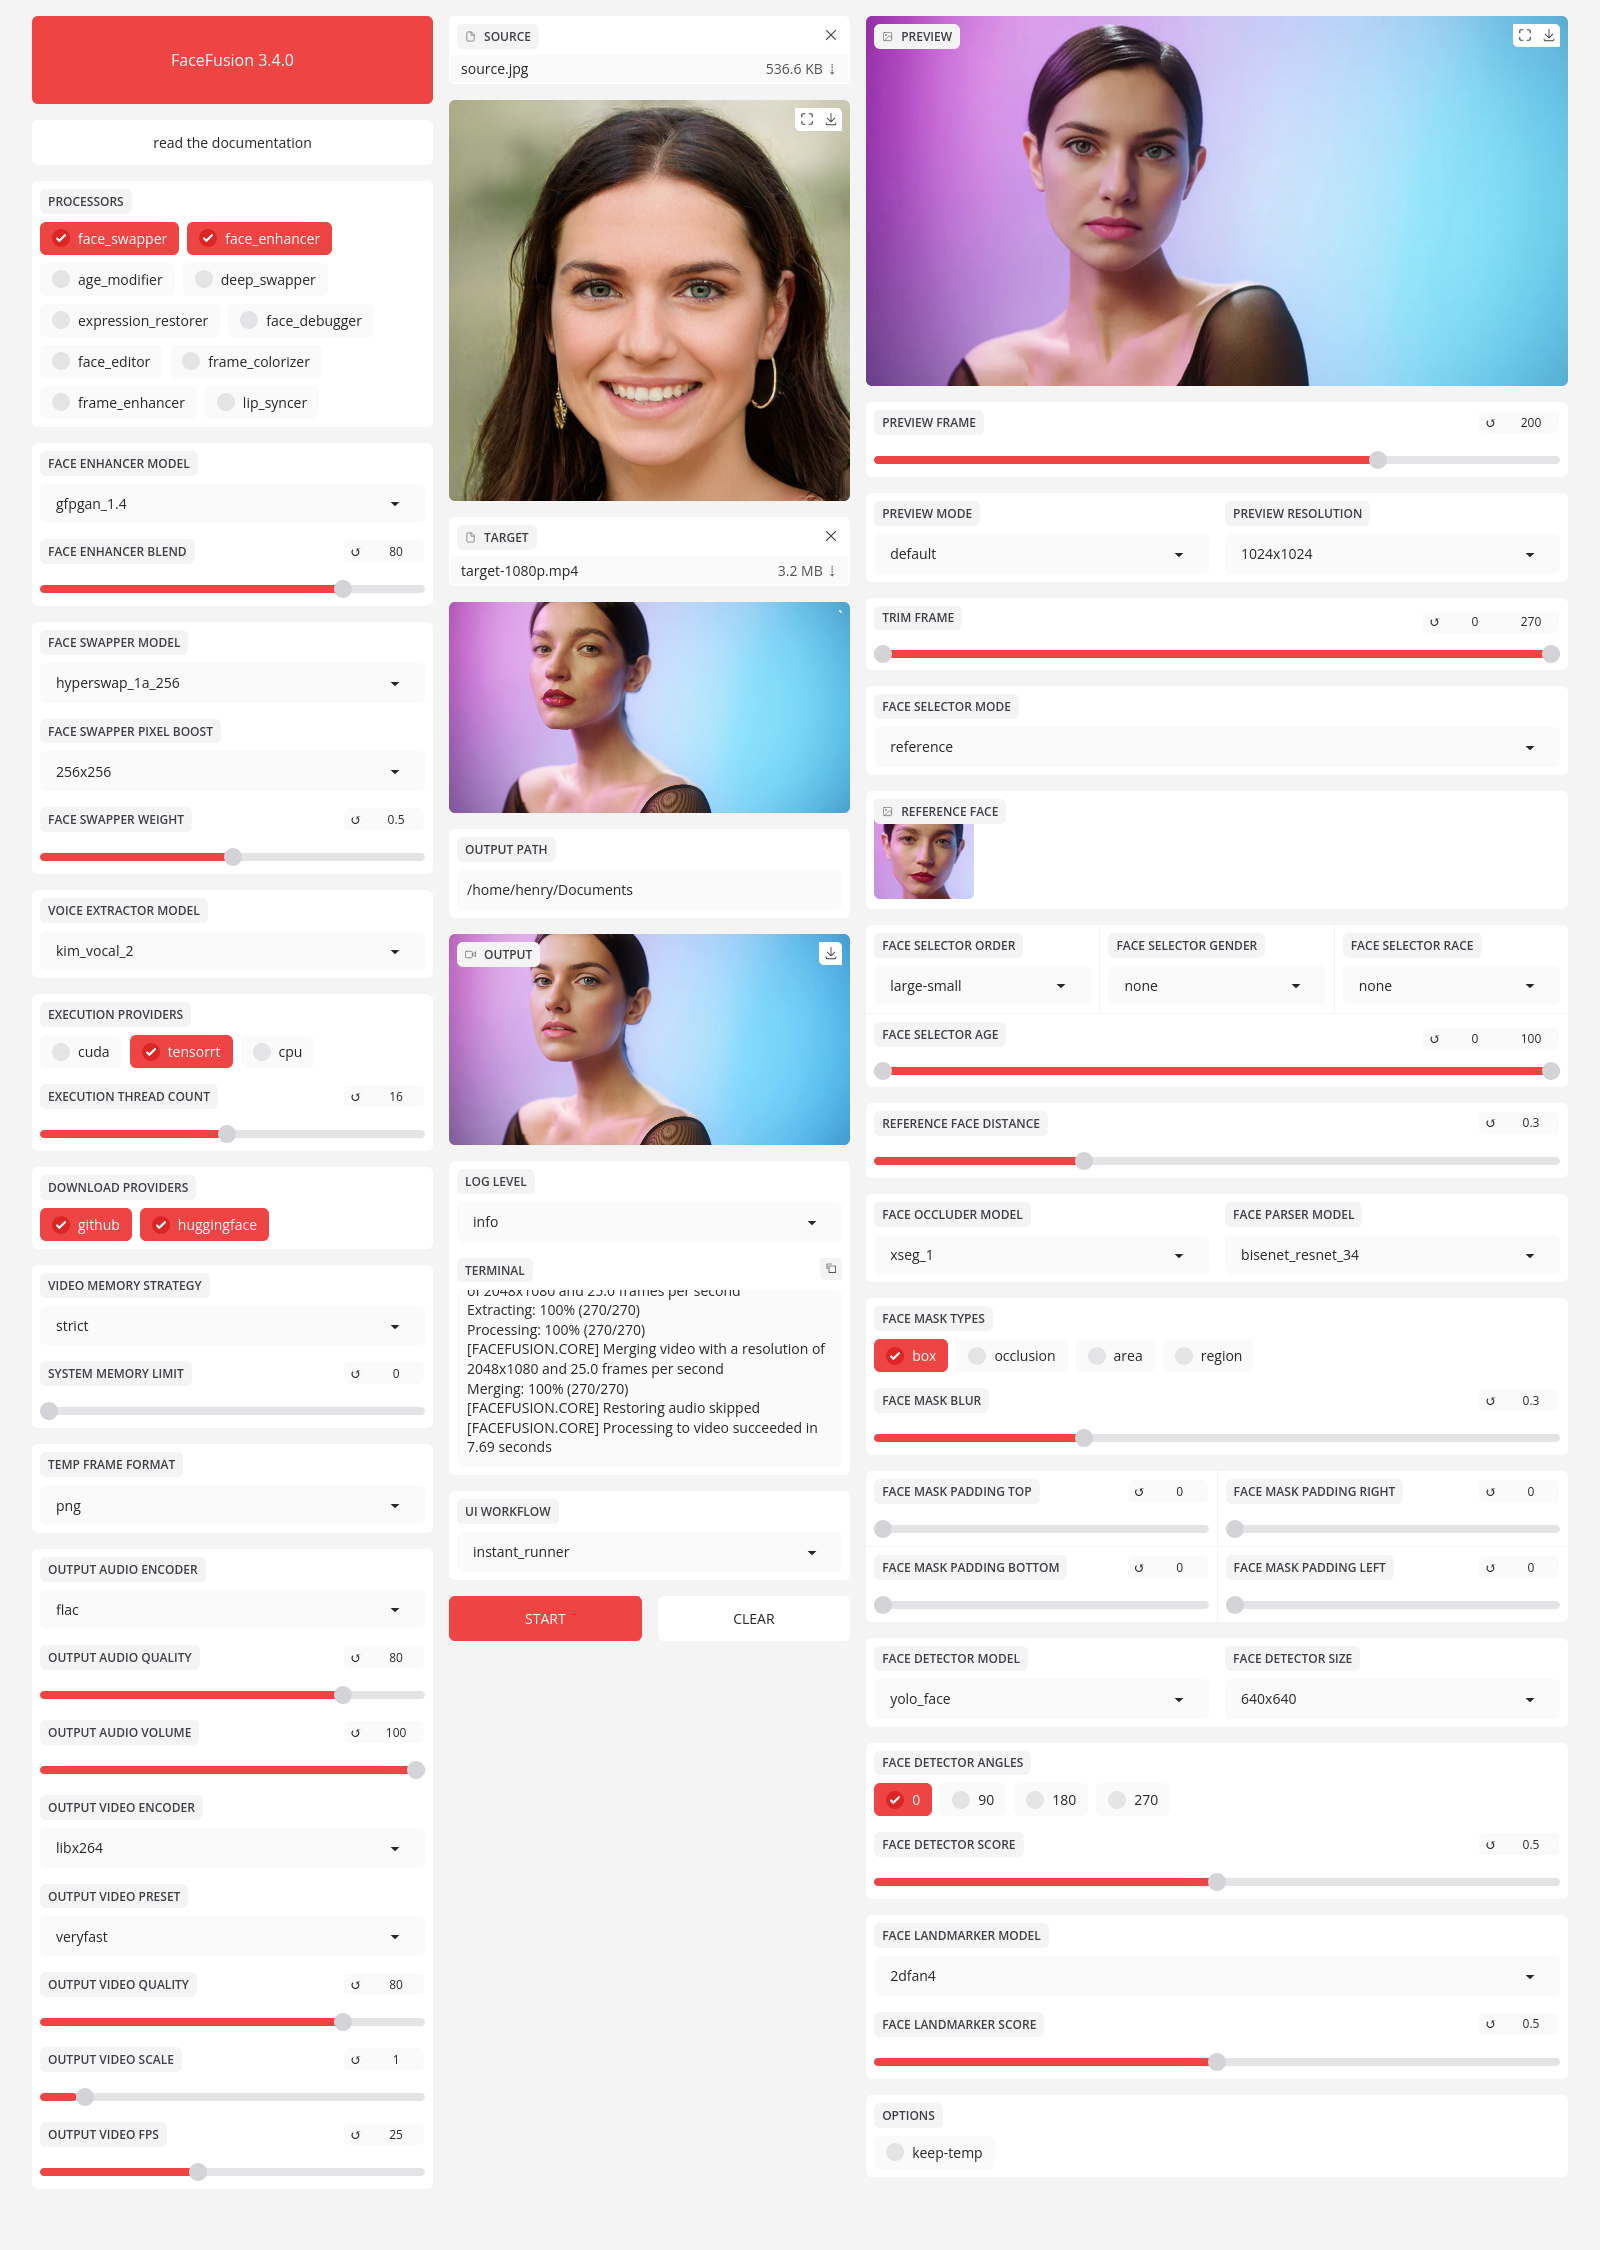 FaceFusion 3.4.0
read the documentation
PROCESSORS
face_swapper
face_enhancer
age_modifier
deep_swapper
expression_restorer
face_debugger
face_editor
frame_colorizer
frame_enhancer
lip_syncer
FACE ENHANCER MODEL
gfpgan_1.4
FACE ENHANCER BLEND
80
FACE SWAPPER MODEL
hyperswap_1a_256
FACE SWAPPER PIXEL BOOST
256x256
FACE SWAPPER WEIGHT
0.5
VOICE EXTRACTOR MODEL
kim_vocal_2
EXECUTION PROVIDERS
cuda
tensorrt
cpu
EXECUTION THREAD COUNT
16
DOWNLOAD PROVIDERS
github
huggingface
VIDEO MEMORY STRATEGY
strict
SYSTEM MEMORY LIMIT
0
TEMP FRAME FORMAT
png
OUTPUT AUDIO ENCODER
flac
OUTPUT AUDIO QUALITY
80
OUTPUT AUDIO VOLUME
100
OUTPUT VIDEO ENCODER
libx264
OUTPUT VIDEO PRESET
veryfast
OUTPUT VIDEO QUALITY
80
OUTPUT VIDEO SCALE
1
OUTPUT VIDEO FPS
25
SOURCE
source.jpg
536.6 KB ↓
TARGET
target-1080p.mp4
3.2 MB ↓
OUTPUT PATH
/home/henry/Documents
OUTPUT
LOG LEVEL
info
TERMINAL
of 2048x1080 and 25.0 frames per second
Extracting: 100% (270/270)
Processing: 100% (270/270)
[FACEFUSION.CORE] Merging video with a resolution of
2048x1080 and 25.0 frames per second
Merging: 100% (270/270)
[FACEFUSION.CORE] Restoring audio skipped
[FACEFUSION.CORE] Processing to video succeeded in
7.69 seconds
UI WORKFLOW
instant_runner
START
CLEAR
PREVIEW
PREVIEW FRAME
200
PREVIEW MODE
default
PREVIEW RESOLUTION
1024x1024
TRIM FRAME
0
270
FACE SELECTOR MODE
reference
REFERENCE FACE
FACE SELECTOR ORDER
large-small
FACE SELECTOR GENDER
none
FACE SELECTOR RACE
none
FACE SELECTOR AGE
0
100
REFERENCE FACE DISTANCE
0.3
FACE OCCLUDER MODEL
xseg_1
FACE PARSER MODEL
bisenet_resnet_34
FACE MASK TYPES
box
occlusion
area
region
FACE MASK BLUR
0.3
FACE MASK PADDING TOP
0
FACE MASK PADDING RIGHT
0
FACE MASK PADDING BOTTOM
0
FACE MASK PADDING LEFT
0
FACE DETECTOR MODEL
yolo_face
FACE DETECTOR SIZE
640x640
FACE DETECTOR ANGLES
0
90
180
270
FACE DETECTOR SCORE
0.5
FACE LANDMARKER MODEL
2dfan4
FACE LANDMARKER SCORE
0.5
OPTIONS
keep-temp